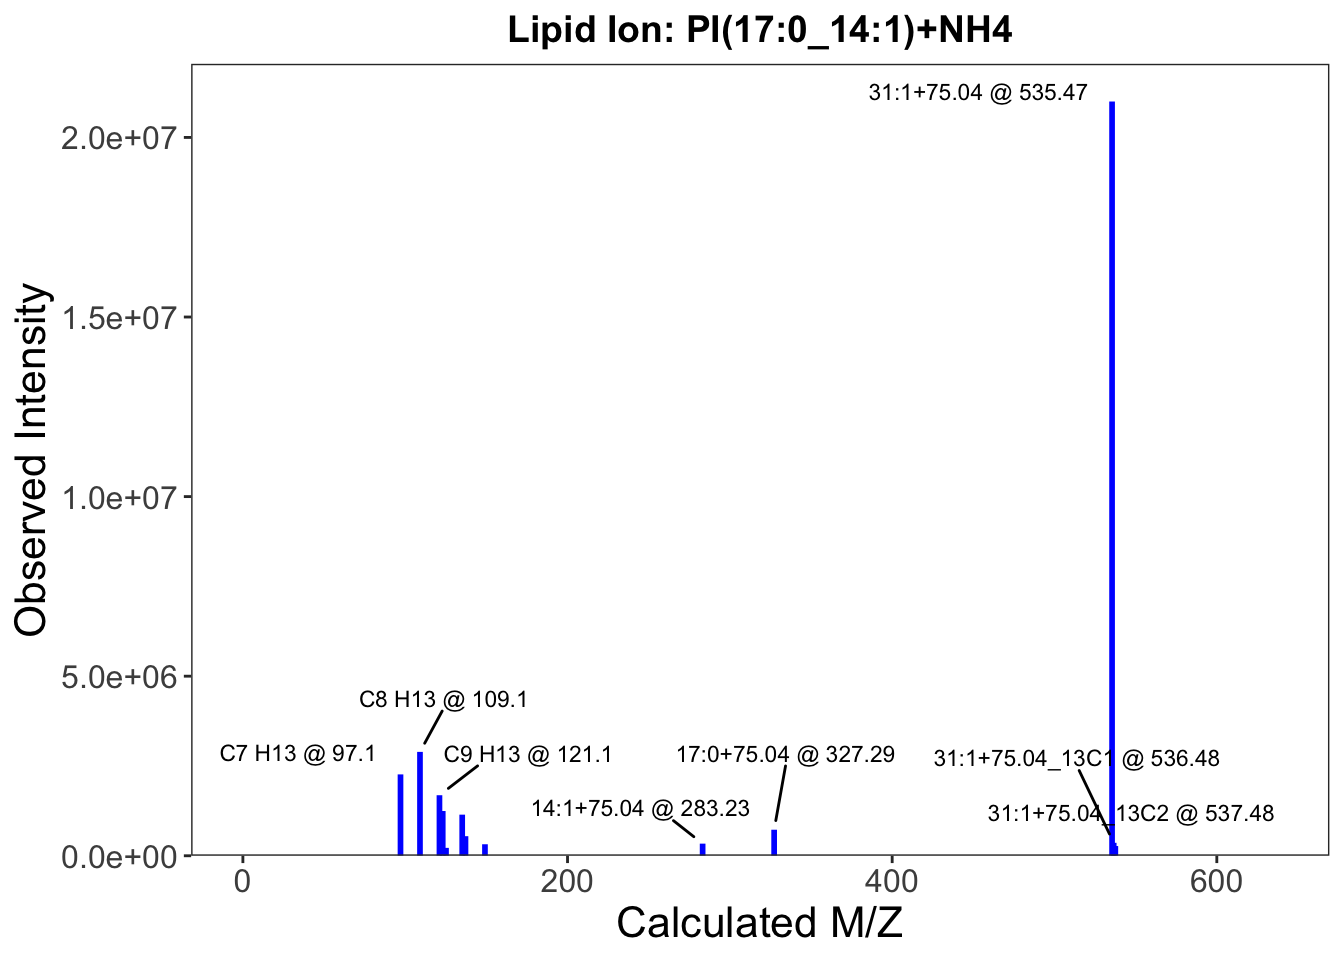 Lipid Ion: PI(17:0_14:1)+NH4
31:1+75.04 @ 535.47
2.0e+07
1.5e+07
1.0e+07
5.0e+06
0.0e+00
Observed Intensity
C8 H13 @ 109.1
C7 H13 @ 97.1
C9 H13 @ 121.1
17:0+75.04 @ 327.29
31:1+75.04_13C1 @ 536.48
14:1+75.04 @ 283.23
31:1+75.04_13C2 @ 537.48
0
200
400
600
Calculated M/Z